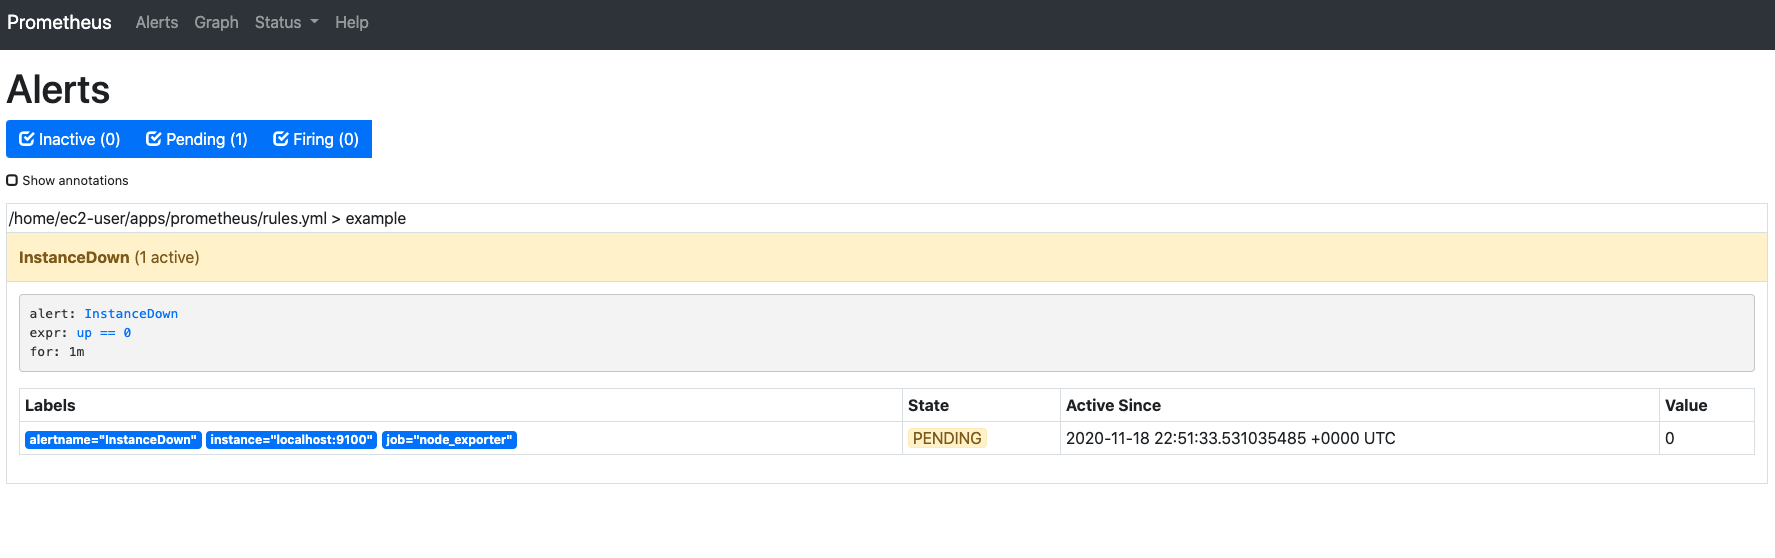 Prometheus Alerts Graph Status Help
Alerts
Inactive (0) Pending (1) Firing (0)
Show annotations
/home/ec2-user/apps/prometheus/rules.yml > example
InstanceDown (1 active)
alert: InstanceDown
expr: up == 0
for: 1m
Labels State Active Since Value
alertname="InstanceDown" instance="localhost:9100" job="node_exporter" PENDING 2020-11-18 22:51:33.531035485 +0000 UTC 0